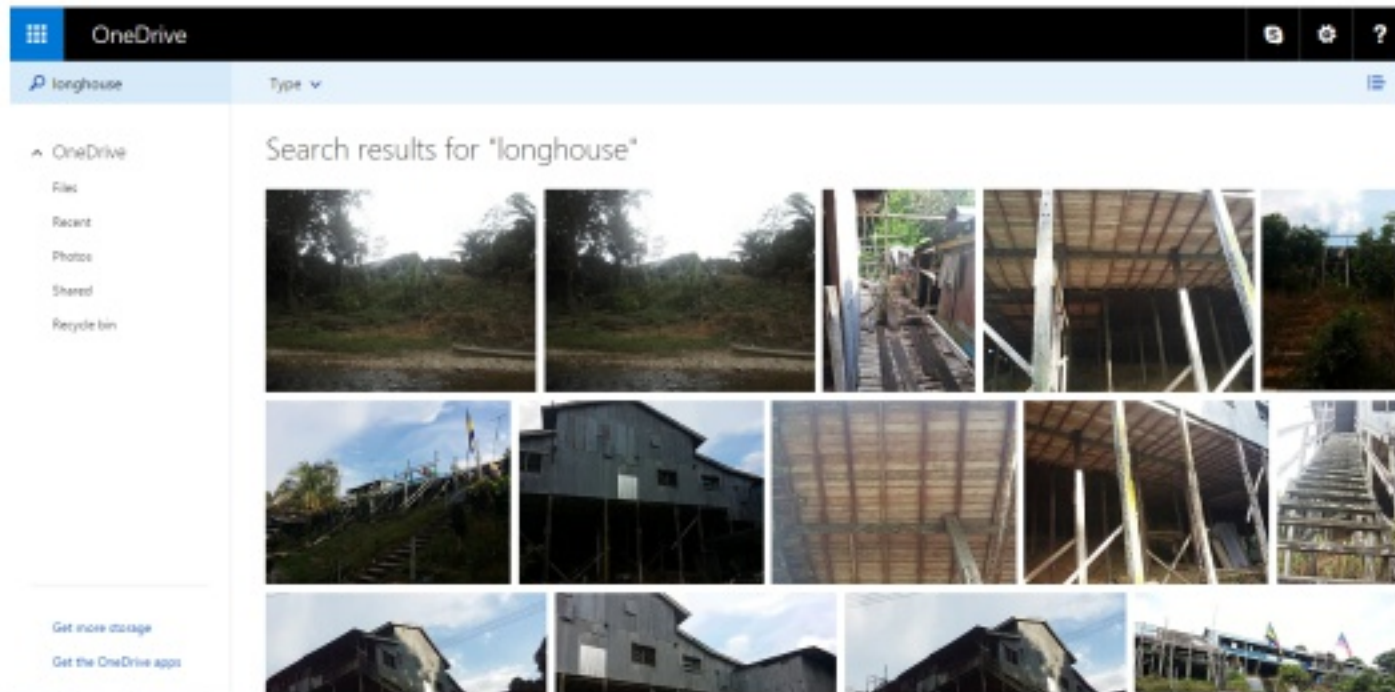 OneDrive
?
longhouse
Type
OneDrive
Files
Recent
Photos
Shared
Recycle bin
Get more storage
Get the OneDrive apps
Search results for "longhouse"